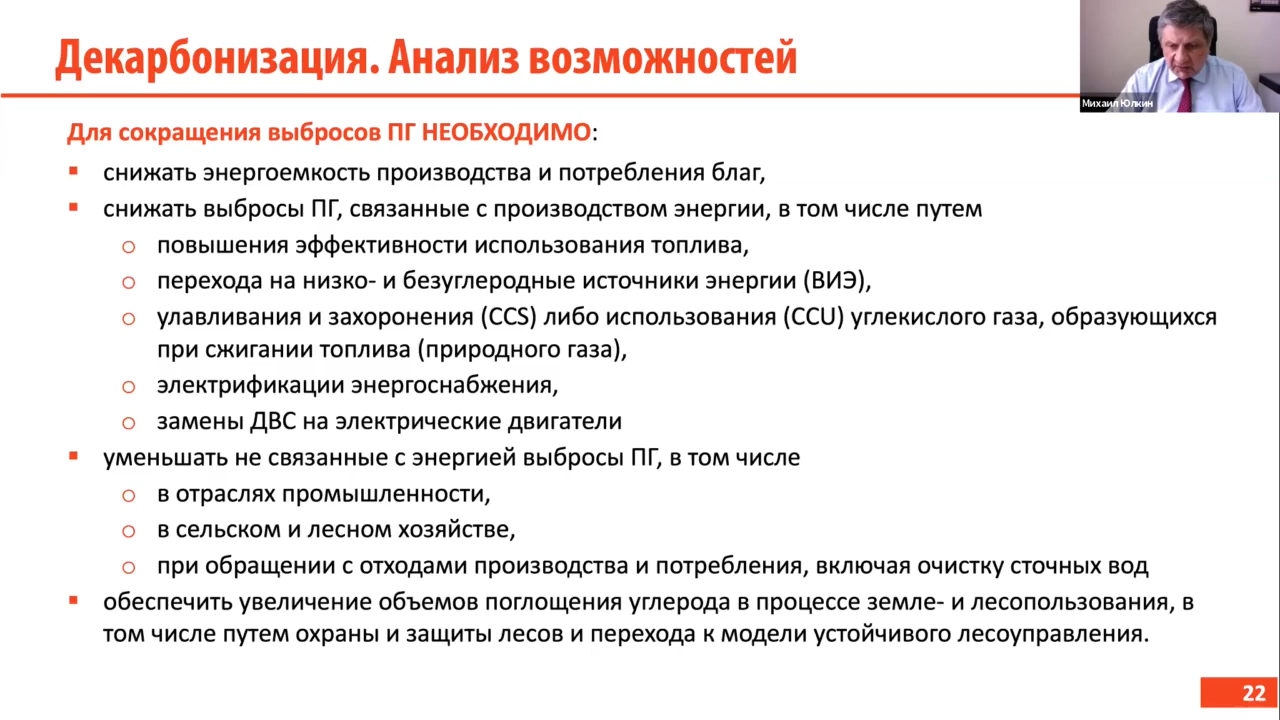 Декарбонизация. Анализ возможностей
Михаил Юлкин
Для сокращения выбросов ПГ НЕОБХОДИМО:
▪ снижать энергоемкость производства и потребления благ,
▪ снижать выбросы ПГ, связанные с производством энергии, в том числе путем
o повышения эффективности использования топлива,
o перехода на низко- и безуглеродные источники энергии (ВИЭ),
o улавливания и захоронения (CCS) либо использования (CCU) углекислого газа, образующихся
при сжигании топлива (природного газа),
o электрификации энергоснабжения,
o замены ДВС на электрические двигатели
▪ уменьшать не связанные с энергией выбросы ПГ, в том числе
o в отраслях промышленности,
o в сельском и лесном хозяйстве,
o при обращении с отходами производства и потребления, включая очистку сточных вод
▪ обеспечить увеличение объемов поглощения углерода в процессе земле- и лесопользования, в
том числе путем охраны и защиты лесов и перехода к модели устойчивого лесоуправления.
22